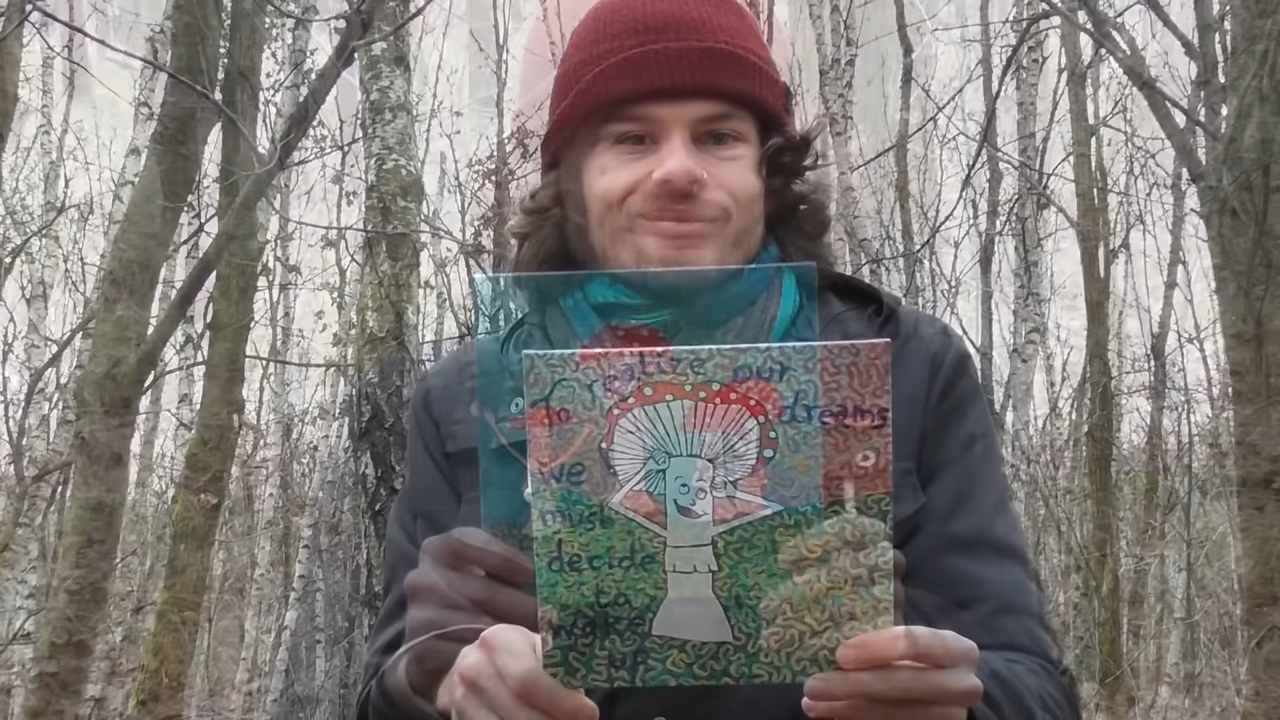 realize our
To dreams
we
must
decide
to
wake
up